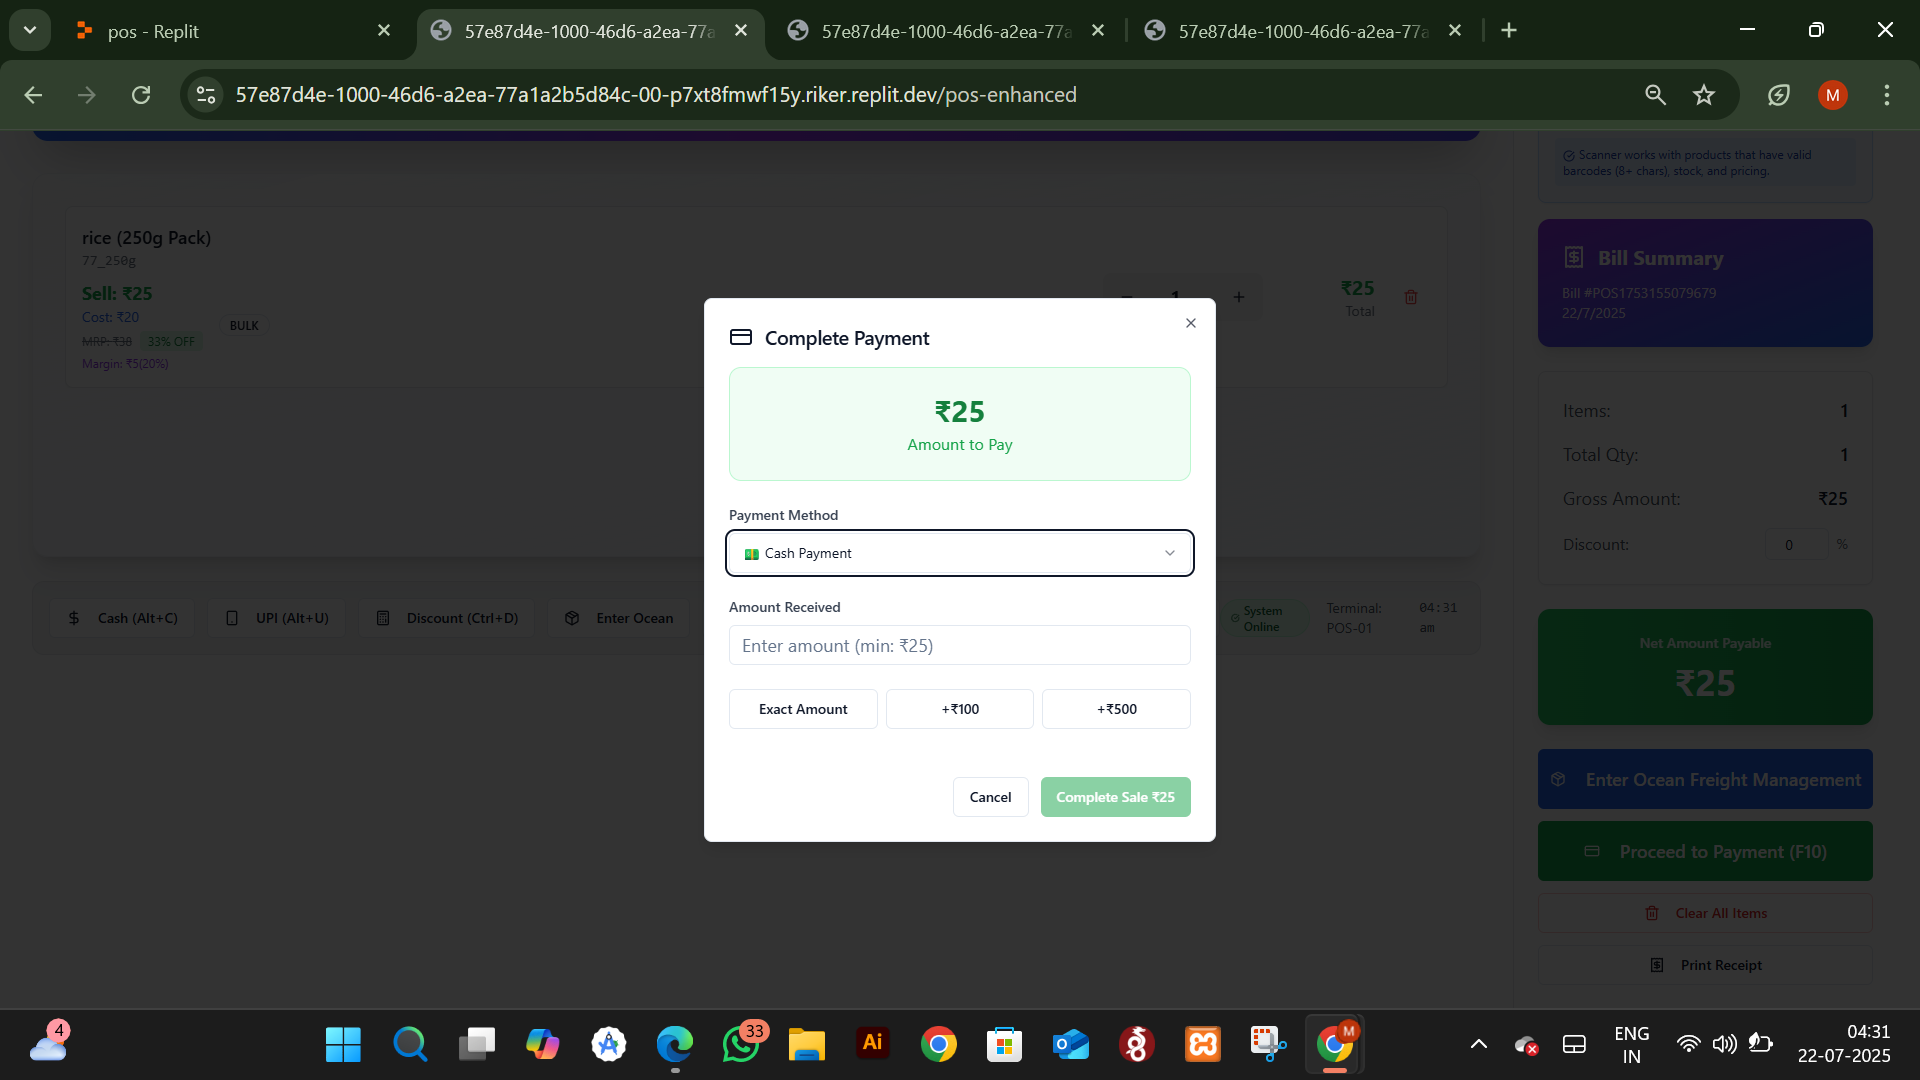 pos - Replit
57e87d4e-1000-46d6-a2ea-77a
57e87d4e-1000-46d6-a2ea-77a
57e87d4e-1000-46d6-a2ea-77a
57e87d4e-1000-46d6-a2ea-77a1a2b5d84c-00-p7xt8fmwf15y.riker.replit.dev/pos-enhanced
M
Scanner works with products that have valid
barcodes (8+ chars), stock, and pricing.
rice (250g Pack)
77_250g
Sell: ₹25
Cost: ₹20
MRP: ₹38 33% OFF
BULK
Margin: ₹5(20%)
1 +
₹25
Total
Bill Summary
Bill #POS1753155079679
22/7/2025
Items: 1
Total Qty: 1
Gross Amount: ₹25
Discount: 0 %
Complete Payment
₹25
Amount to Pay
Payment Method
Cash Payment
Amount Received
Enter amount (min: ₹25)
Exact Amount
+₹100
+₹500
Cancel
Complete Sale ₹25
Cash (Alt+C)
UPI (Alt+U)
Discount (Ctrl+D)
Enter Ocean
System
Online
Terminal:
POS-01
04:31
am
Net Amount Payable
₹25
Enter Ocean Freight Management
Proceed to Payment (F10)
Clear All Items
Print Receipt
4
33
Ai
M
ENG
IN
04:31
22-07-2025